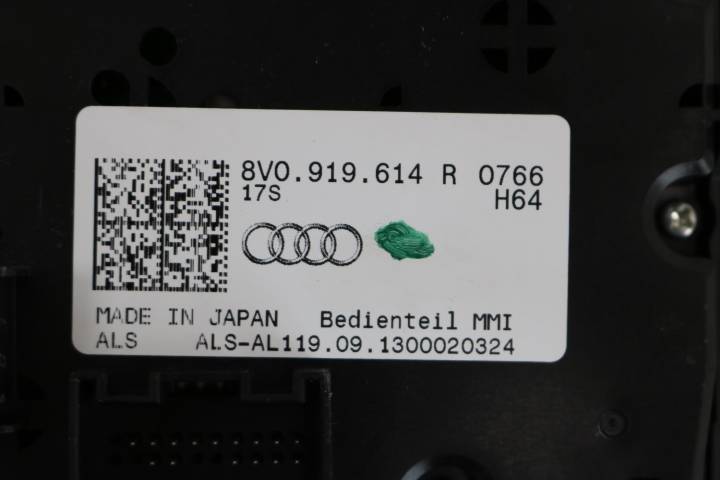 8V0.919.614 R 0766
17S H64
MADE IN JAPAN Bedienteil MMI
ALS ALS-AL119.09.1300020324